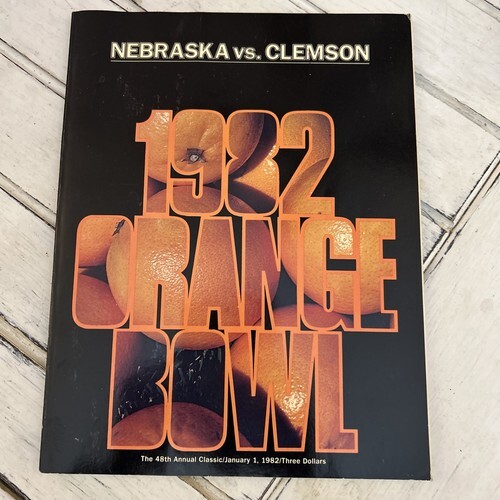 NEBRASKA vs. CLEMSON
1982
ORANGE
BOWL
The 48th Annual Classic/January 1, 1982/Three Dollars